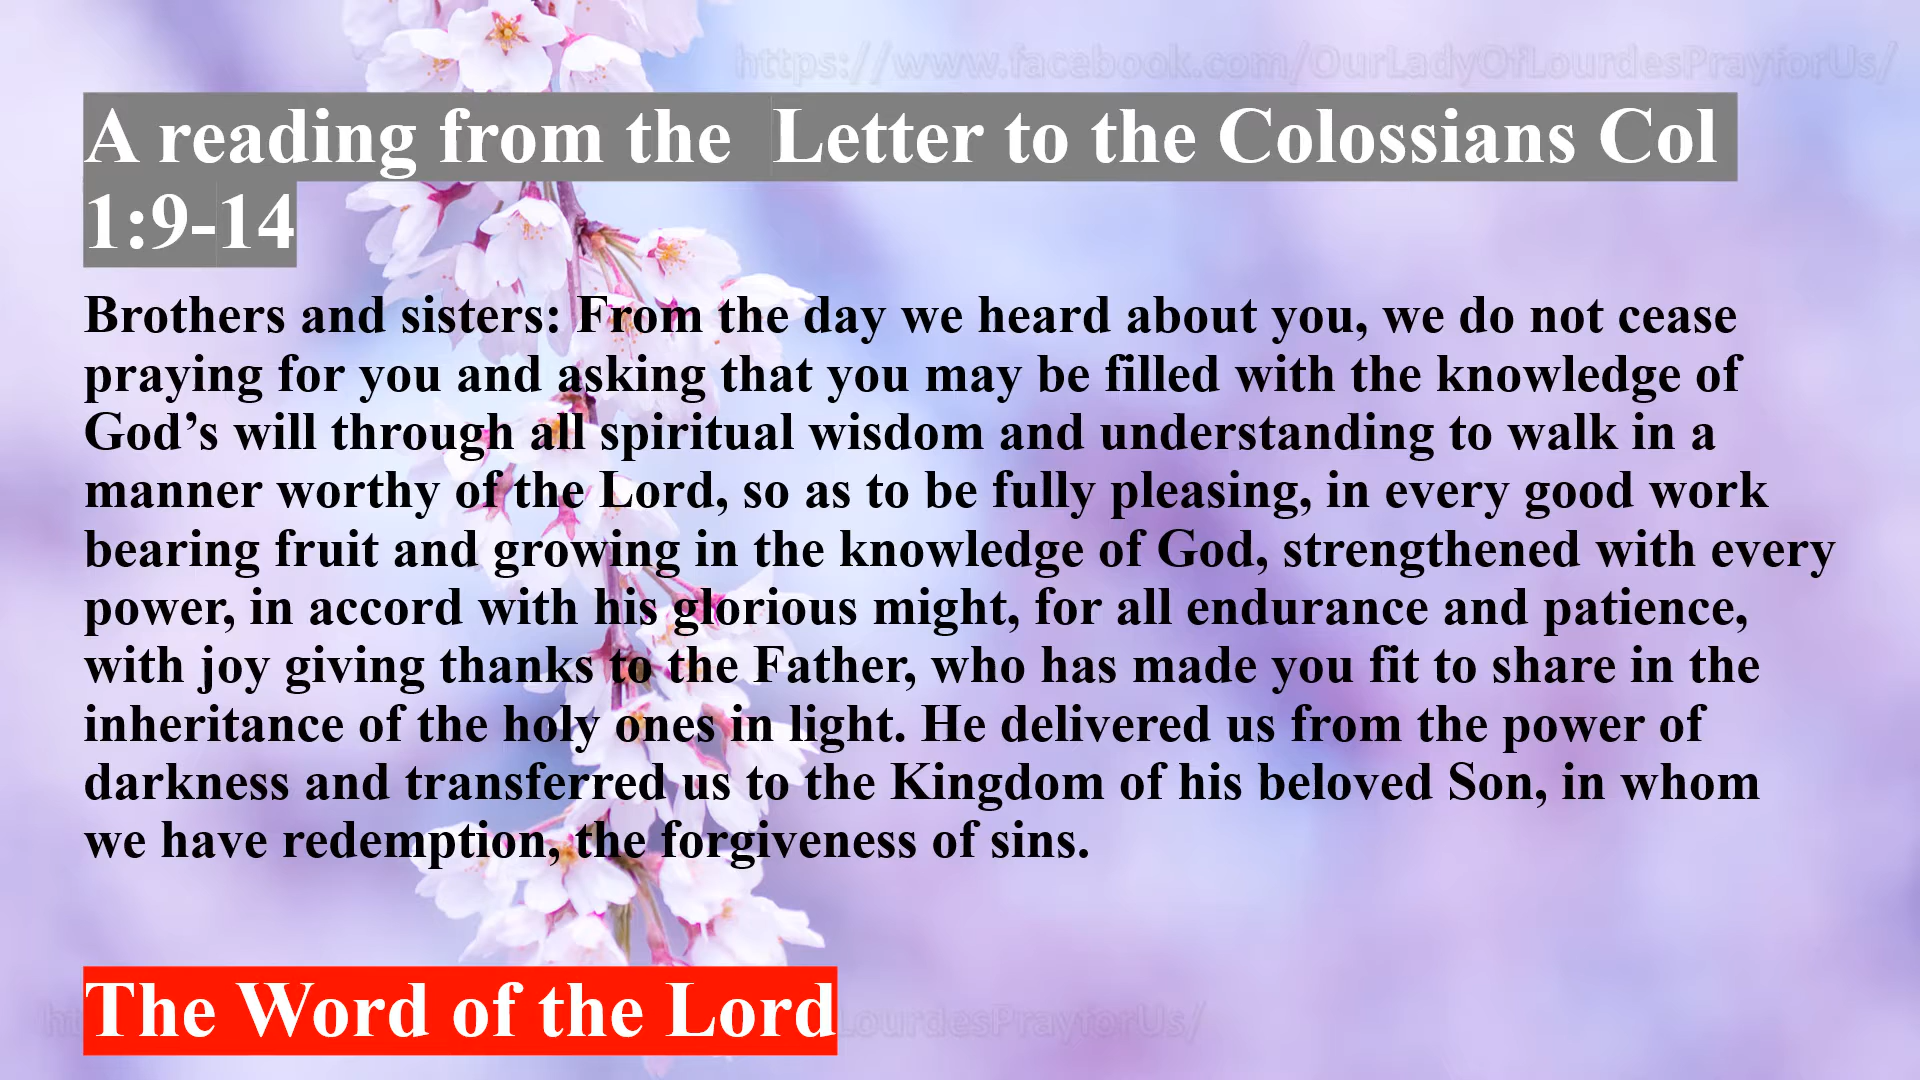 https://www.facebook.com/OurLadyOfLourdesPrayforUs/
A reading from the  Letter to the Colossians Col
1:9-14
Brothers and sisters: From the day we heard about you, we do not cease
praying for you and asking that you may be filled with the knowledge of
God’s will through all spiritual wisdom and understanding to walk in a
manner worthy of the Lord, so as to be fully pleasing, in every good work
bearing fruit and growing in the knowledge of God, strengthened with every
power, in accord with his glorious might, for all endurance and patience,
with joy giving thanks to the Father, who has made you fit to share in the
inheritance of the holy ones in light. He delivered us from the power of
darkness and transferred us to the Kingdom of his beloved Son, in whom
we have redemption, the forgiveness of sins.
The Word of the Lord
LourdesPrayforUs/